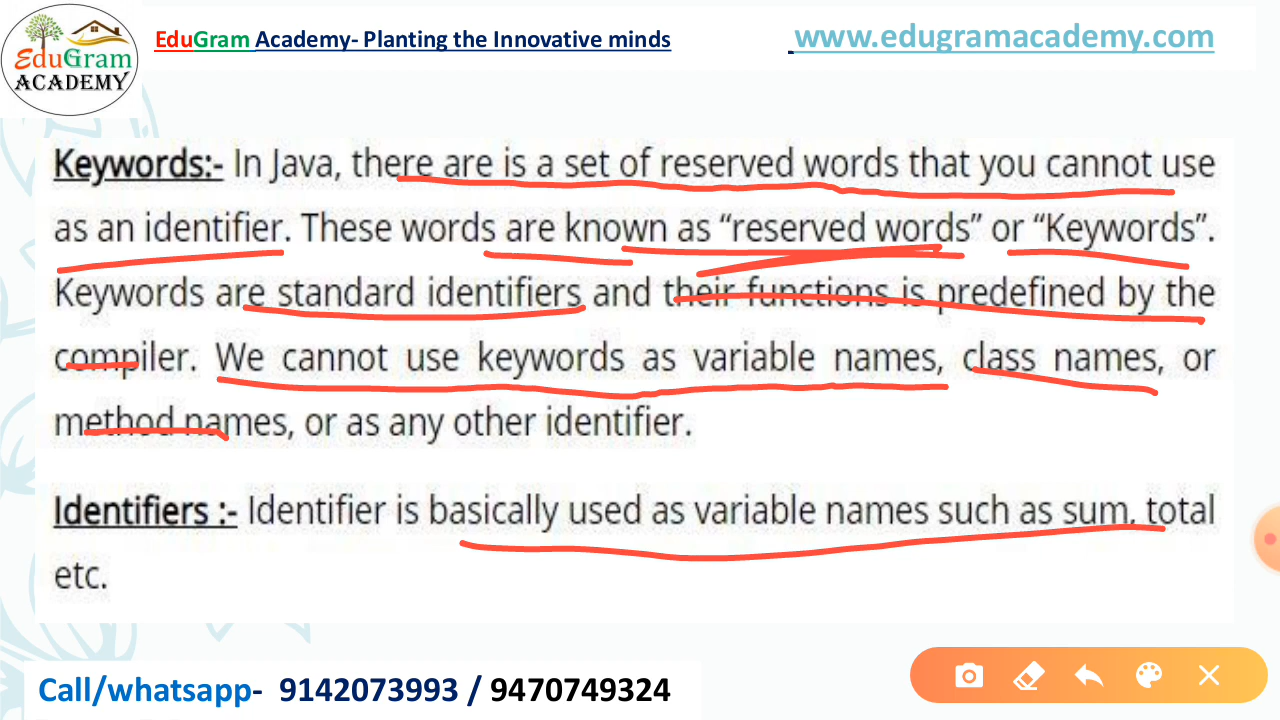 EduGram
ACADEMY
EduGram Academy- Planting the Innovative minds
www.edugramacademy.com
Keywords:- In Java, there are is a set of reserved words that you cannot use
as an identifier. These words are known as “reserved words” or “Keywords”.
Keywords are standard identifiers and their functions is predefined by the
compiler. We cannot use keywords as variable names, class names, or
method names, or as any other identifier.
Identifiers :- Identifier is basically used as variable names such as sum, total
etc.
Call/whatsapp- 9142073993 / 9470749324